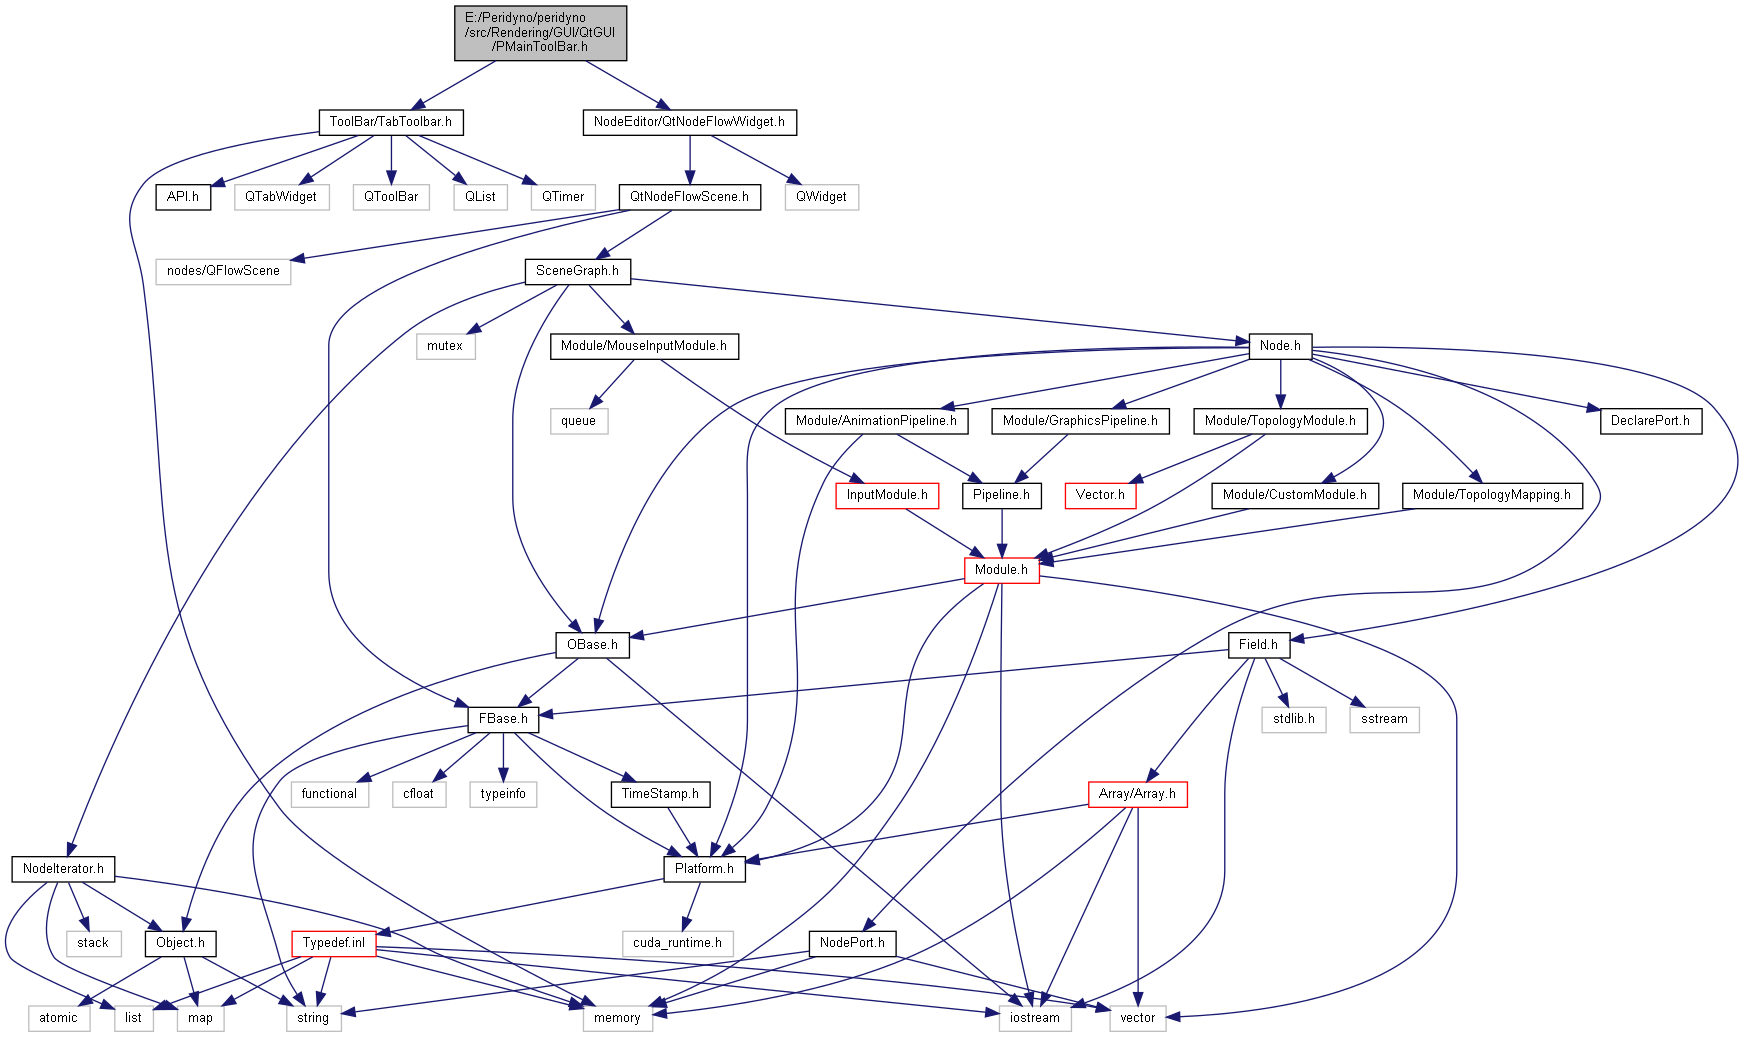 E:/Peridyno/peridyno
/src/Rendering/GUI/QtGUI
/PMainToolBar.h
ToolBar/TabToolbar.h
NodeEditor/QtNodeFlowWidget.h
API.h
QTabWidget
QToolBar
QList
QTimer
QtNodeFlowScene.h
QWidget
nodes/QFlowScene
SceneGraph.h
mutex
Module/MouseInputModule.h
Node.h
queue
Module/AnimationPipeline.h
Module/GraphicsPipeline.h
Module/TopologyModule.h
DeclarePort.h
InputModule.h
Pipeline.h
Vector.h
Module/CustomModule.h
Module/TopologyMapping.h
Module.h
OBase.h
Field.h
FBase.h
stdlib.h
sstream
functional
cfloat
typeinfo
TimeStamp.h
Array/Array.h
NodeIterator.h
Platform.h
stack
Object.h
Typedef.inl
cuda_runtime.h
NodePort.h
atomic
list
map
string
memory
iostream
vector